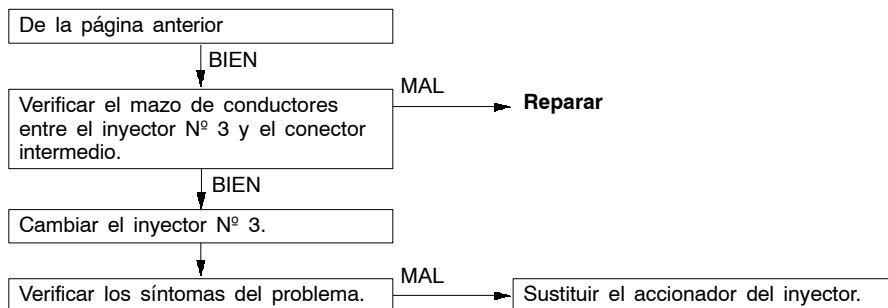 De la página anterior
BIEN
Verificar el mazo de conductores
entre el inyector Nº 3 y el conector
intermedio.
MAL
Reparar
BIEN
Cambiar el inyector Nº 3.
Verificar los síntomas del problema.
MAL
Sustituir el accionador del inyector.